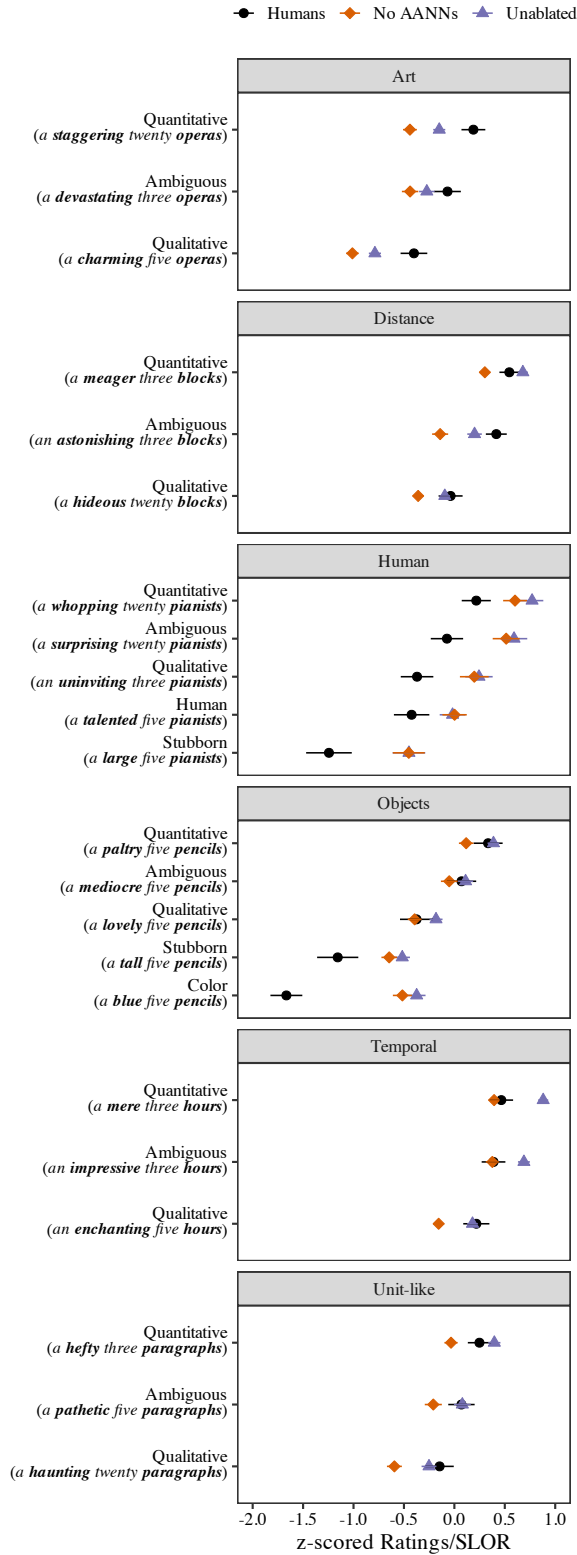 Humans No AANNs Unablated
Art
Quantitative
(a staggering twenty operas)
Ambiguous
(a devastating three operas)
Qualitative
(a charming five operas)
Distance
Quantitative
(a meager three blocks)
Ambiguous
(an astonishing three blocks)
Qualitative
(a hideous twenty blocks)
Human
Quantitative
(a whopping twenty pianists)
Ambiguous
(a surprising twenty pianists)
Qualitative
(an uninviting three pianists)
Human
(a talented five pianists)
Stubborn
(a large five pianists)
Objects
Quantitative
(a paltry five pencils)
Ambiguous
(a mediocre five pencils)
Qualitative
(a lovely five pencils)
Stubborn
(a tall five pencils)
Color
(a blue five pencils)
Temporal
Quantitative
(a mere three hours)
Ambiguous
(an impressive three hours)
Qualitative
(an enchanting five hours)
Unit-like
Quantitative
(a hefty three paragraphs)
Ambiguous
(a pathetic five paragraphs)
Qualitative
(a haunting twenty paragraphs)
-2.0 -1.5 -1.0 -0.5 0.0 0.5 1.0
z-scored Ratings/SLOR